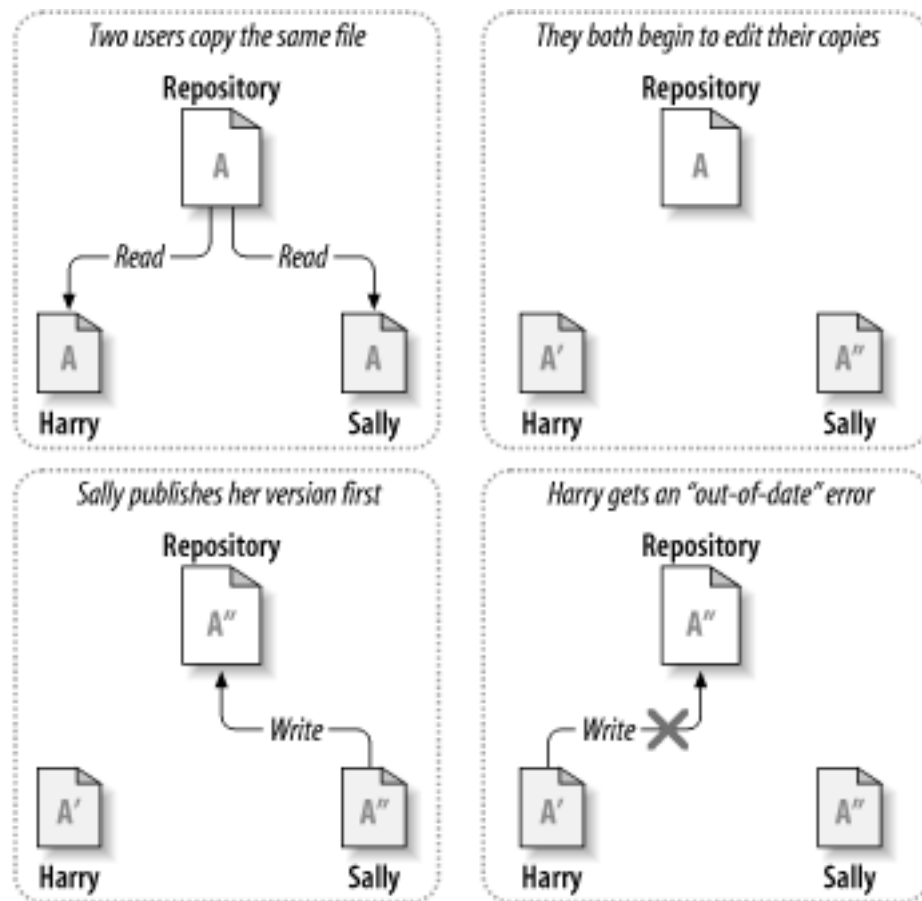 Two users copy the same file
Repository
A
Read Read
A A
Harry Sally
They both begin to edit their copies
Repository
A
A' A"
Harry Sally
Sally publishes her version first
Repository
A"
Write
A' A"
Harry Sally
Harry gets an “out-of-date” error
Repository
A"
Write
A' A"
Harry Sally